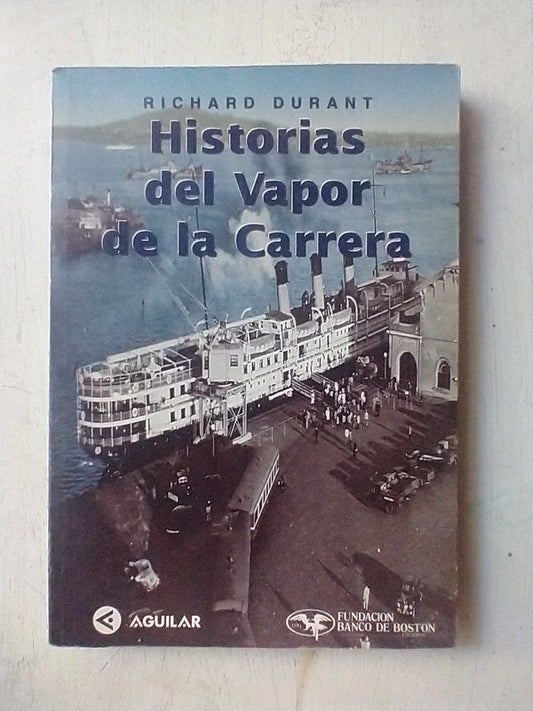 RICHARD DURANT
Historias
del Vapor
de la Carrera
AGUILAR
FUNDACION
BANCO DE BOSTON